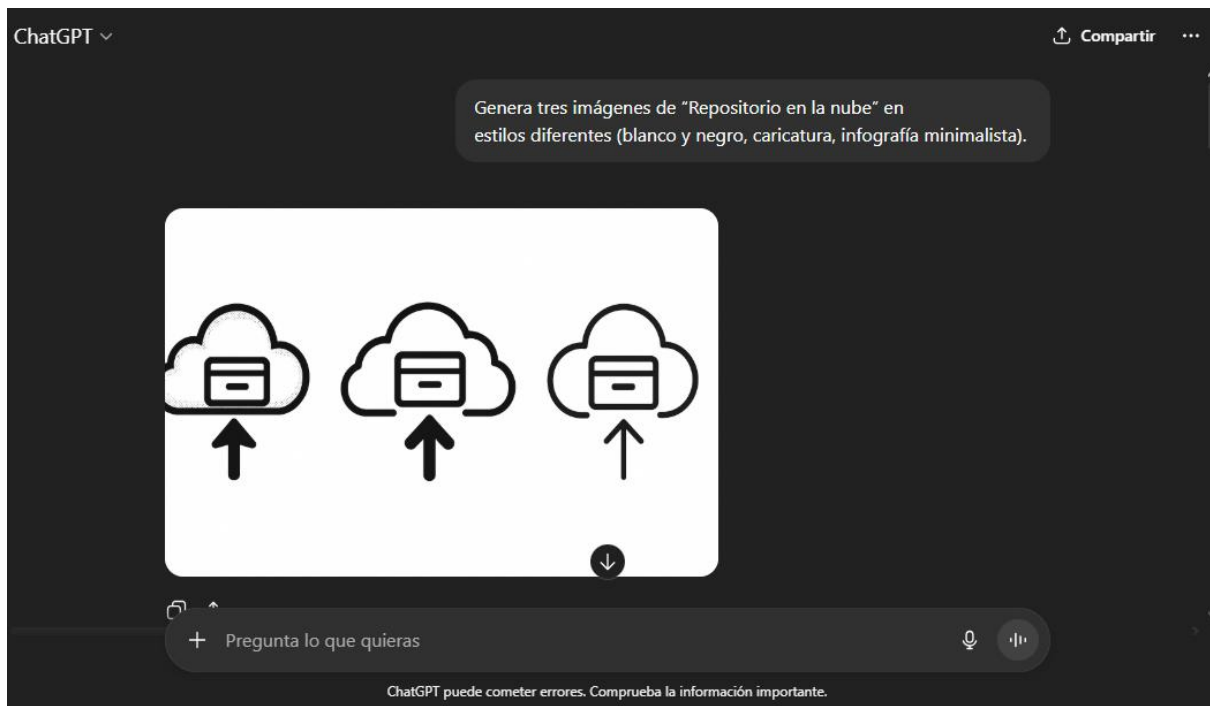 ChatGPT
Compartir
Genera tres imágenes de “Repositorio en la nube” en
estilos diferentes (blanco y negro, caricatura, infografía minimalista).
Pregunta lo que quieras
ChatGPT puede cometer errores. Comprueba la información importante.